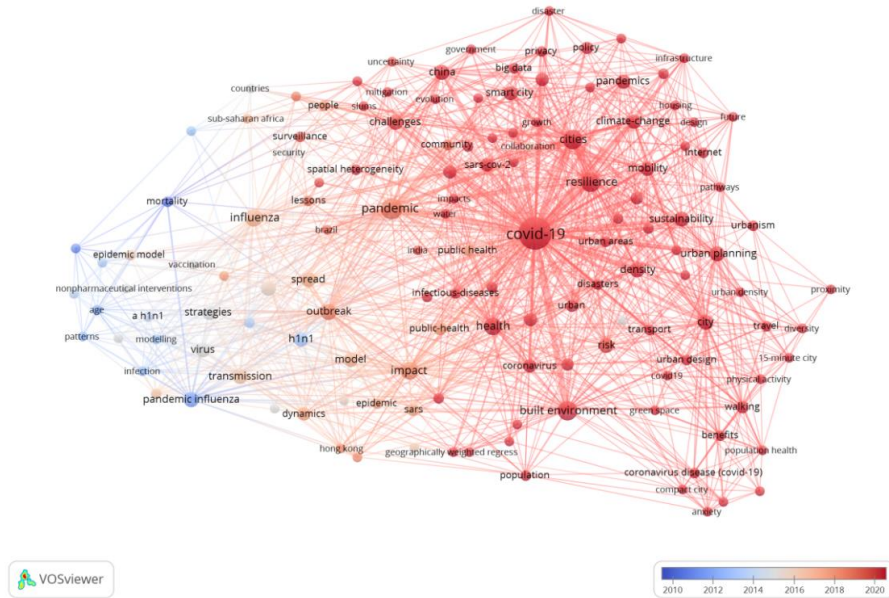 disaster
government
privacy
policy
uncertainty
infrastructure
china
big data
countries
mitigation
evolution
smart city
pandemics
people
slums
housing
sub-saharan africa
challenges
growth
climate-change
design
future
surveillance
community
collaboration
cities
security
internet
spatial heterogeneity
sars-cov-2
mobility
resilience
pathways
mortality
lessons
impacts
influenza
pandemic
water
sustainability
brazil
covid-19
urbanism
urban areas
epidemic model
india
public health
urban planning
vaccination
density
spread
nonpharmaceutical interventions
disasters
proximity
infectious-diseases
urban density
age
strategies
outbreak
urban
a h1n1
health
city
travel
diversity
public-health
transport
patterns
modelling
h1n1
risk
virus
model
urban design
15-minute city
infection
transmission
impact
coronavirus
covid19
physical activity
pandemic influenza
epidemic
dynamics
sars
built environment
green space
walking
benefits
hong kong
geographically weighted regress
population health
population
coronavirus disease (covid-19)
compact city
anxiety
VOSviewer
2010 2012 2014 2016 2018 2020